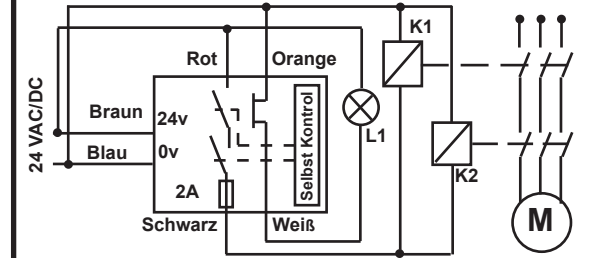 K1
Rot Orange
24 VAC/DC
Braun 24v
Blau 0v
Selbst Kontrol
L1
K2
2A
Schwarz Weiß
M